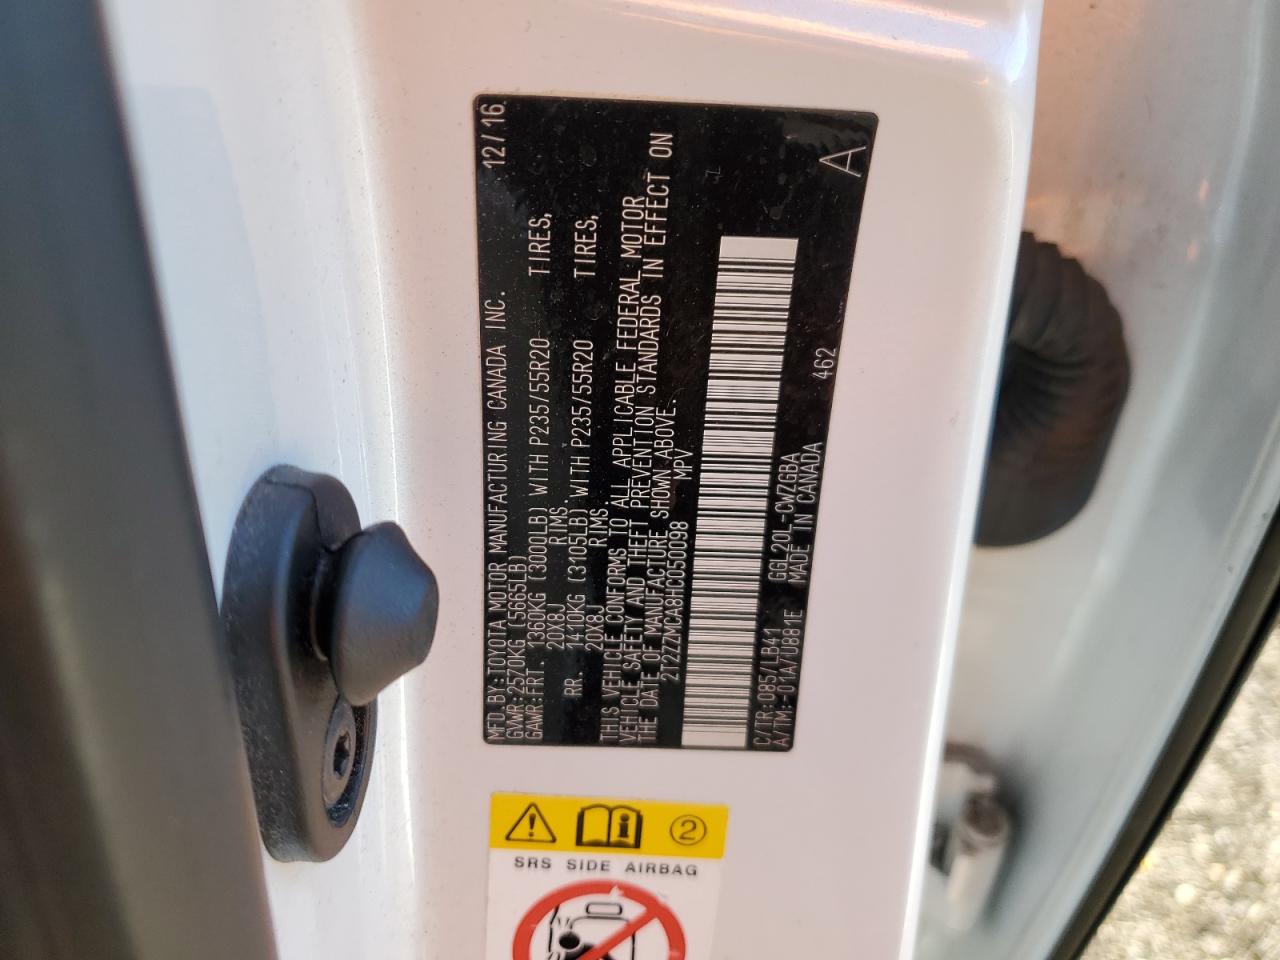 MFD.BY:TOYOTA MOTOR MANUFACTURING CANADA INC. 12/16
GVWR:2570KG (5665LB)
GAWR:FRT. 1360KG (3000LB) WITH P235/55R20 TIRES,
20X8J RIMS.
RR. 1410KG (3105LB) WITH P235/55R20 TIRES,
20X8J RIMS.
THIS VEHICLE CONFORMS TO ALL APPLICABLE FEDERAL MOTOR
VEHICLE SAFETY AND THEFT PREVENTION STANDARDS IN EFFECT ON
THE DATE OF MANUFACTURE SHOWN ABOVE.
2T2ZZMCA8HC050098 MPV
C/TR:085/LB41 GGL20L-CWZGBA 462 A
A/TM:-01A/U881E MADE IN CANADA
2
SRS SIDE AIRBAG